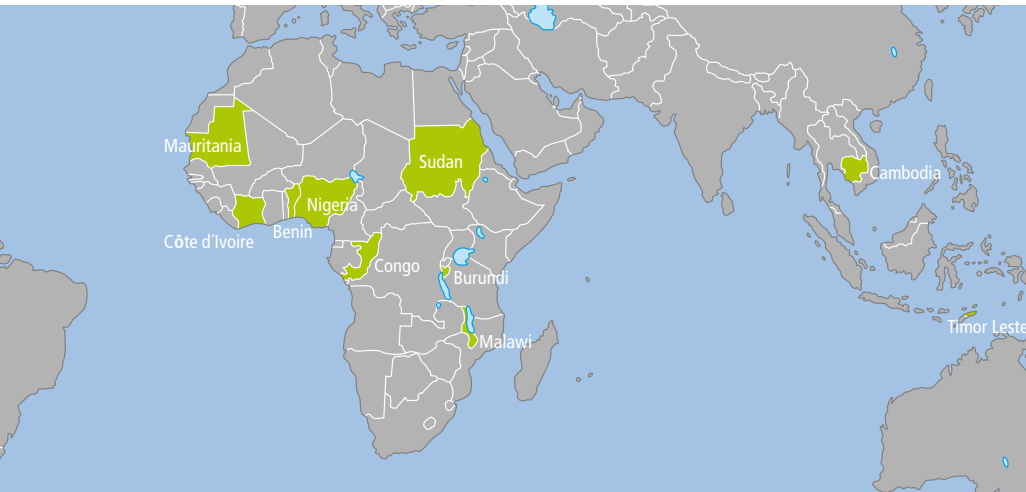 Mauritania
Sudan
Cambodia
Nigeria
Benin
Côte d´Ivoire
Congo
Burundi
Timor Leste
Malawi